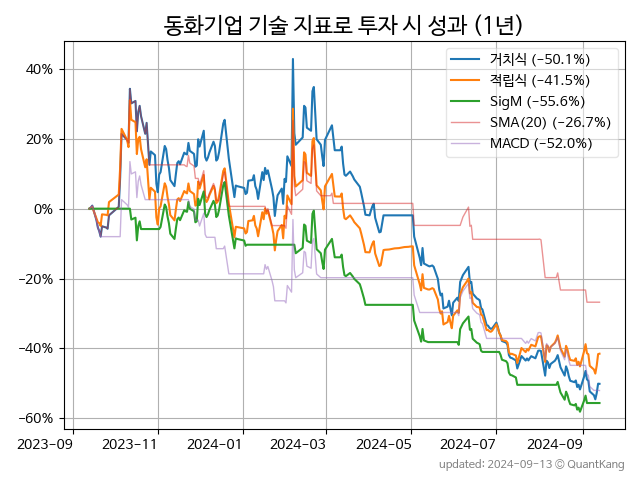 동화기업 기술 지표로 투자 시 성과 (1년)
거치식 (−50.1%)
적립식 (−41.5%)
SigM (−55.6%)
SMA(20) (−26.7%)
MACD (−52.0%)
40%
20%
0%
−20%
−40%
−60%
2023-09 2023-11 2024-01 2024-03 2024-05 2024-07 2024-09
updated: 2024-09-13 ⓒ QuantKang